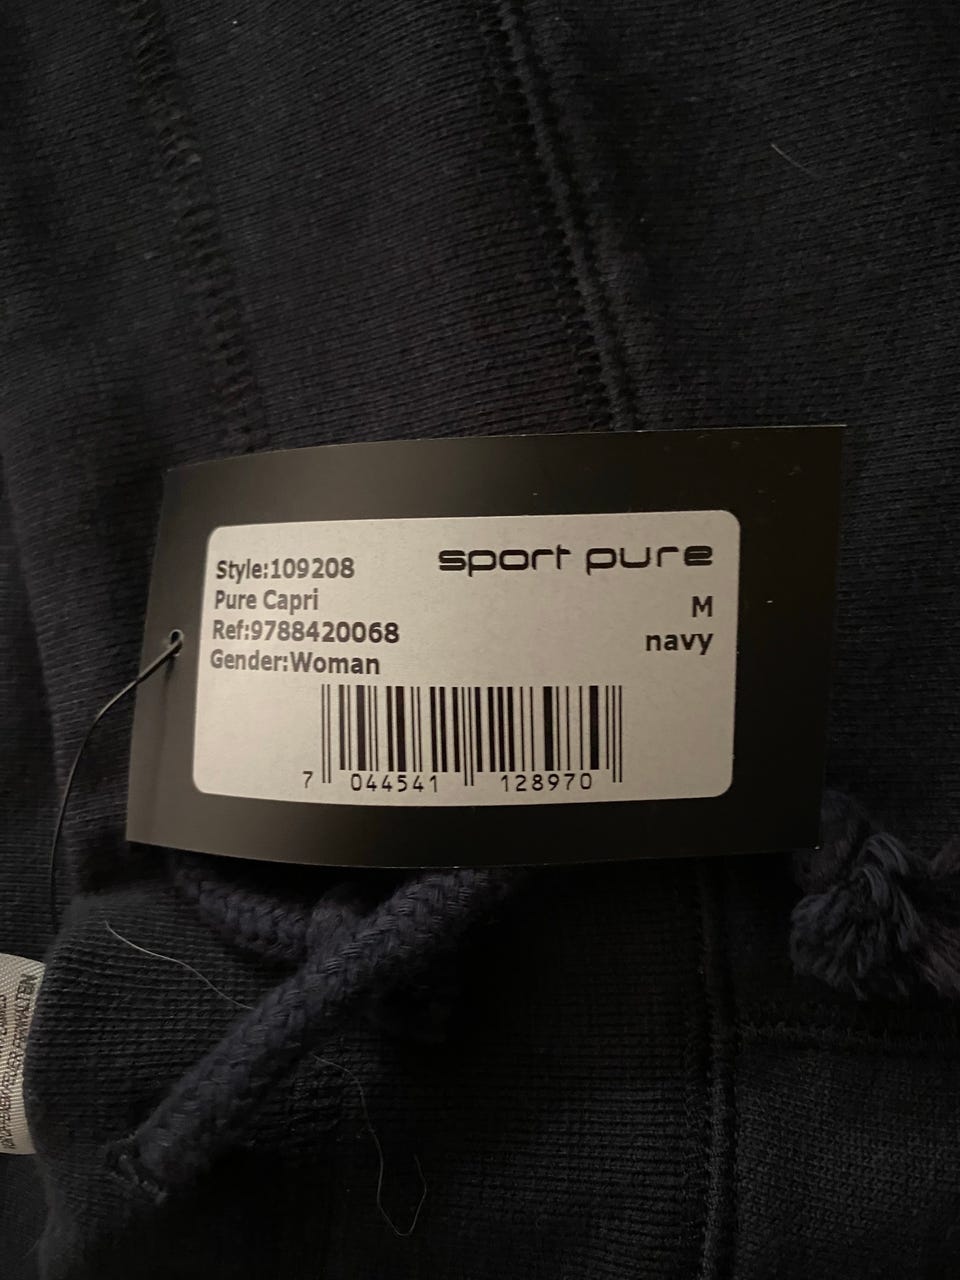 sport pure
Style:109208
Pure Capri
M
Ref:9788420068
navy
Gender:Woman
7 044541 128970